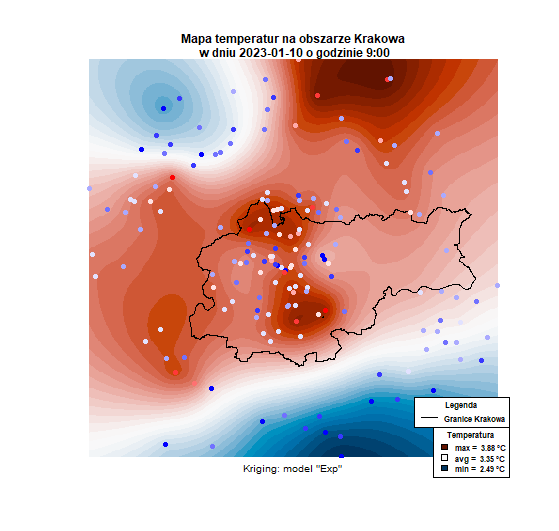 Mapa temperatur na obszarze Krakowa
w dniu 2023-01-10 o godzinie 9:00
Legenda
Granice Krakowa
Temperatura
max = 3.88 °C
avg = 3.35 °C
min = 2.49 °C
Kriging: model "Exp"